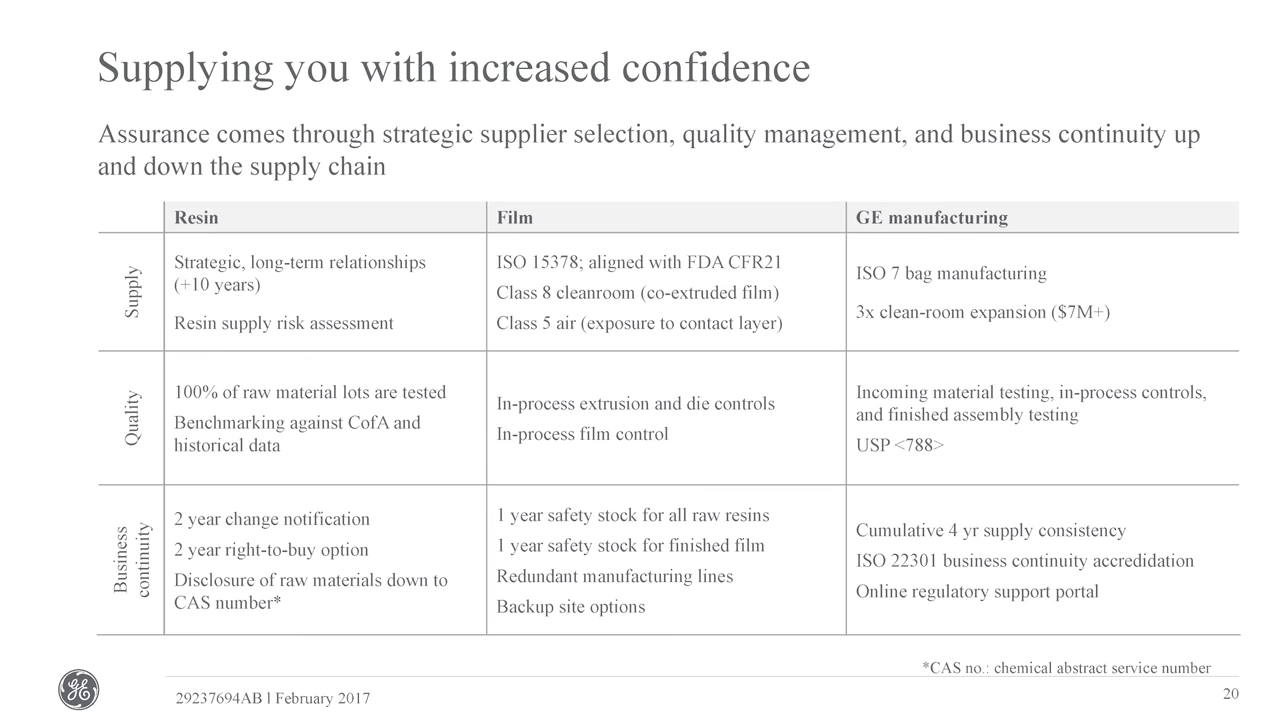 Supplying you with increased confidence
Assurance comes through strategic supplier selection, quality management, and business continuity up
and down the supply chain
Resin
Film
GE manufacturing
Supply
Strategic, long-term relationships
(+10 years)
Resin supply risk assessment
ISO 15378; aligned with FDA CFR21
Class 8 cleanroom (co-extruded film)
Class 5 air (exposure to contact layer)
ISO 7 bag manufacturing
3x clean-room expansion ($7M+)
Quality
100% of raw material lots are tested
Benchmarking against CofA and
historical data
In-process extrusion and die controls
In-process film control
Incoming material testing, in-process controls,
and finished assembly testing
USP <788>
Business
continuity
2 year change notification
2 year right-to-buy option
Disclosure of raw materials down to
CAS number*
1 year safety stock for all raw resins
1 year safety stock for finished film
Redundant manufacturing lines
Backup site options
Cumulative 4 yr supply consistency
ISO 22301 business continuity accredidation
Online regulatory support portal
*CAS no.: chemical abstract service number
GE
29237694AB l February 2017
20